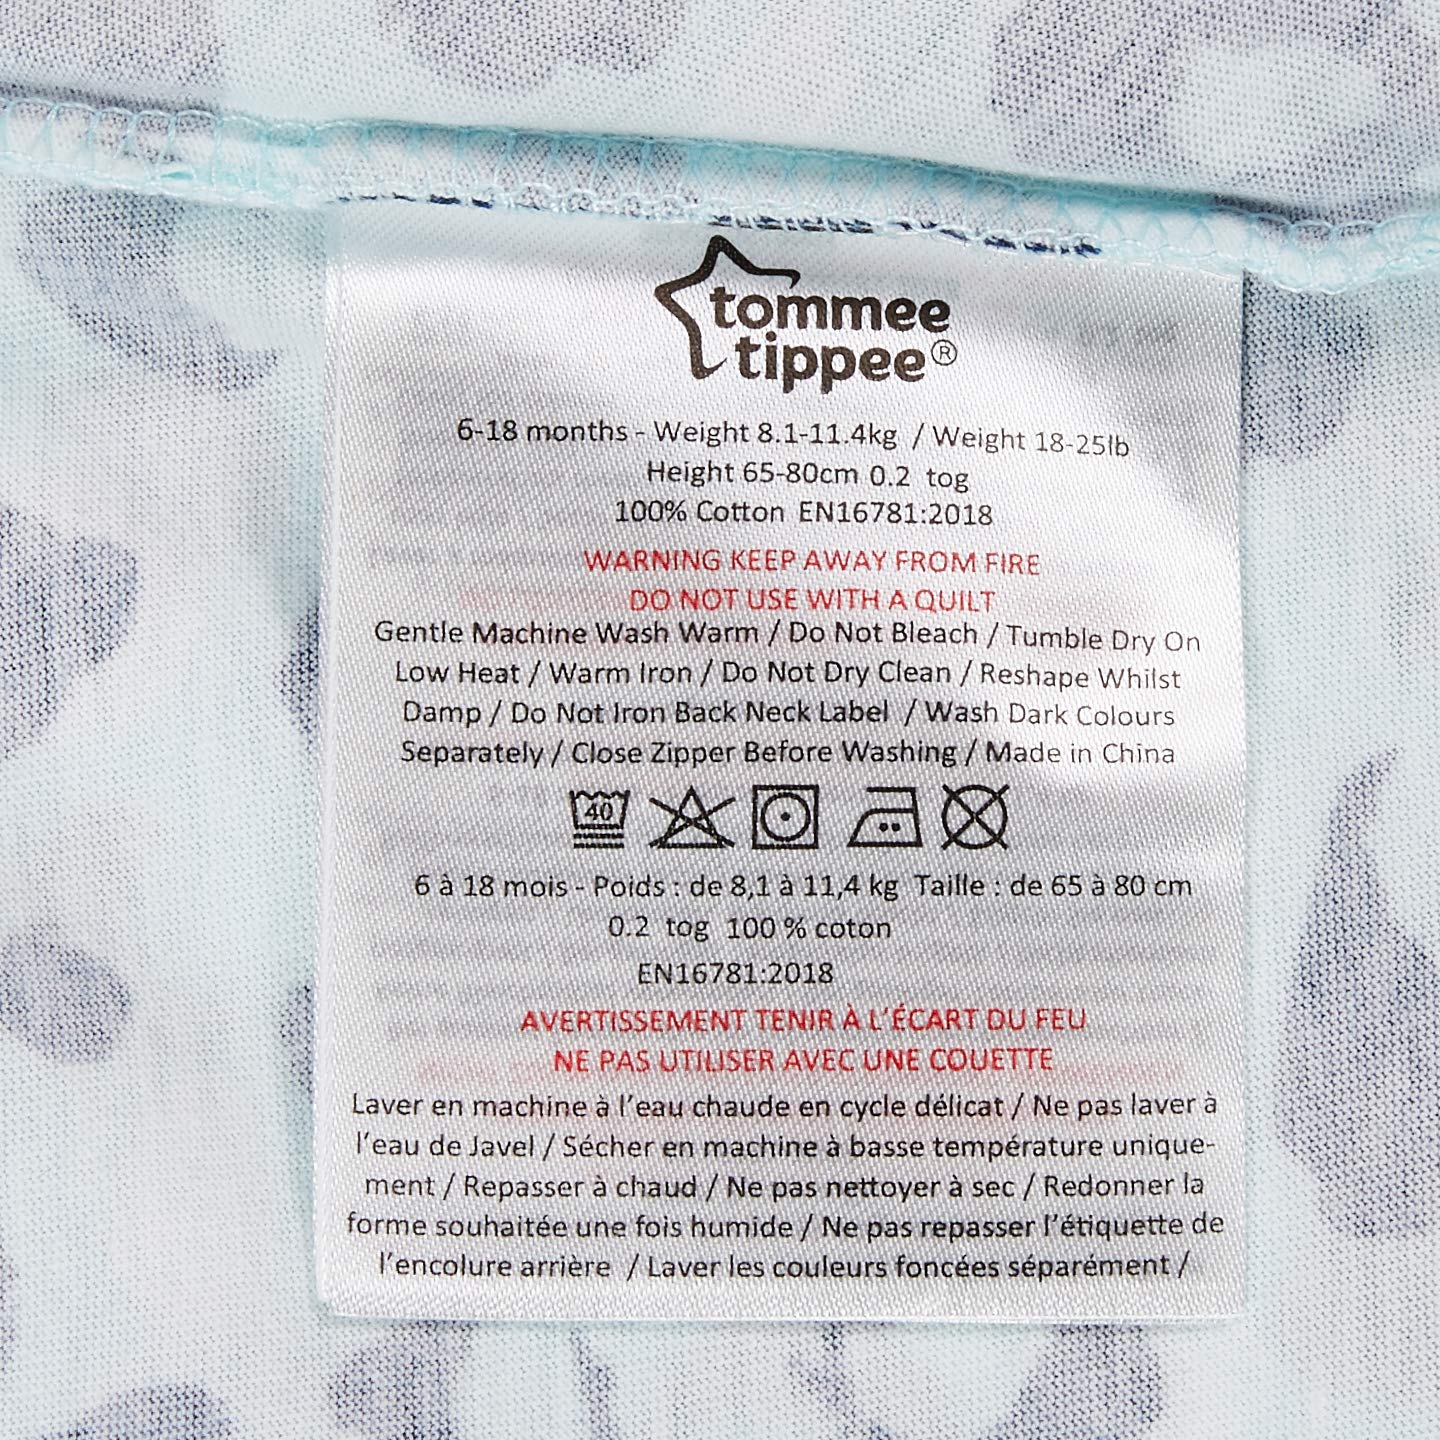 tommee
tippee®
6-18 months - Weight 8.1-11.4kg / Weight 18-25lb
Height 65-80cm 0.2 tog
100% Cotton EN16781:2018
WARNING KEEP AWAY FROM FIRE
DO NOT USE WITH A QUILT
Gentle Machine Wash Warm / Do Not Bleach / Tumble Dry On
Low Heat / Warm Iron / Do Not Dry Clean / Reshape Whilst
Damp / Do Not Iron Back Neck Label / Wash Dark Colours
Separately / Close Zipper Before Washing / Made in China
40
6 à 18 mois - Poids : de 8,1 à 11,4 kg Taille : de 65 à 80 cm
0.2 tog 100 % coton
EN16781:2018
AVERTISSEMENT TENIR À L'ÉCART DU FEU
NE PAS UTILISER AVEC UNE COUETTE
Laver en machine à l'eau chaude en cycle délicat / Ne pas laver à
l'eau de Javel / Sécher en machine à basse température unique-
ment / Repasser à chaud / Ne pas nettoyer à sec / Redonner la
forme souhaitée une fois humide / Ne pas repasser l'étiquette de
l'encolure arrière / Laver les couleurs foncées séparément /